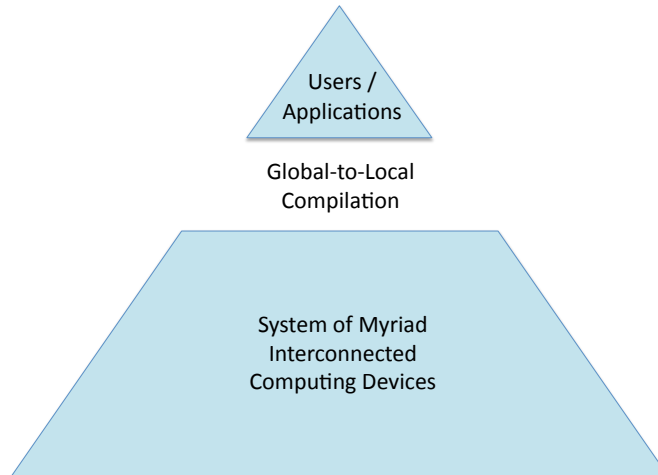 Users /
Applications
Global-to-Local
Compilation
System of Myriad
Interconnected
Computing Devices